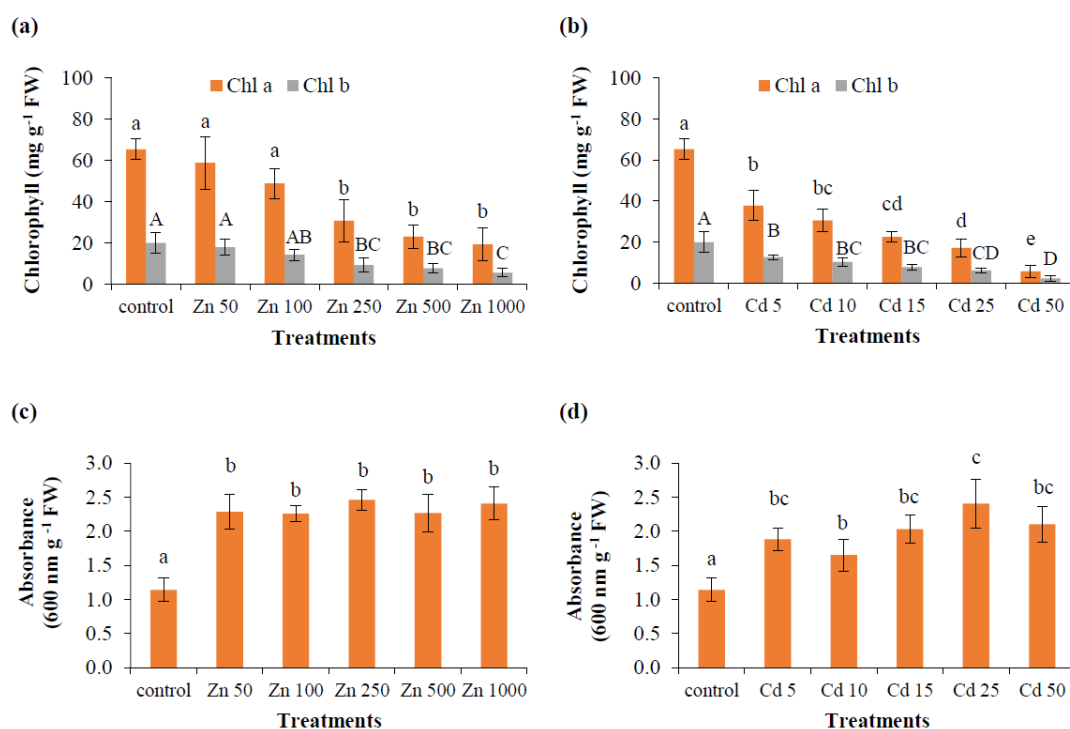 (a)
Chlorophyll (mg g⁻¹ FW)
100
80
60
40
20
0
Chl a
Chl b
a
A
a
A
a
AB
b
BC
b
BC
b
C
control
Zn 50
Zn 100
Zn 250
Zn 500
Zn 1000
Treatments
(b)
Chlorophyll (mg g⁻¹ FW)
100
80
60
40
20
0
Chl a
Chl b
a
A
b
B
bc
BC
cd
BC
d
CD
e
D
control
Cd 5
Cd 10
Cd 15
Cd 25
Cd 50
Treatments
(c)
Absorbance
(600 nm g⁻¹ FW)
3.0
2.5
2.0
1.5
1.0
0.5
0.0
a
b
b
b
b
b
control
Zn 50
Zn 100
Zn 250
Zn 500
Zn 1000
Treatments
(d)
Absorbance
(600 nm g⁻¹ FW)
3.0
2.5
2.0
1.5
1.0
0.5
0.0
a
bc
b
bc
c
bc
control
Cd 5
Cd 10
Cd 15
Cd 25
Cd 50
Treatments